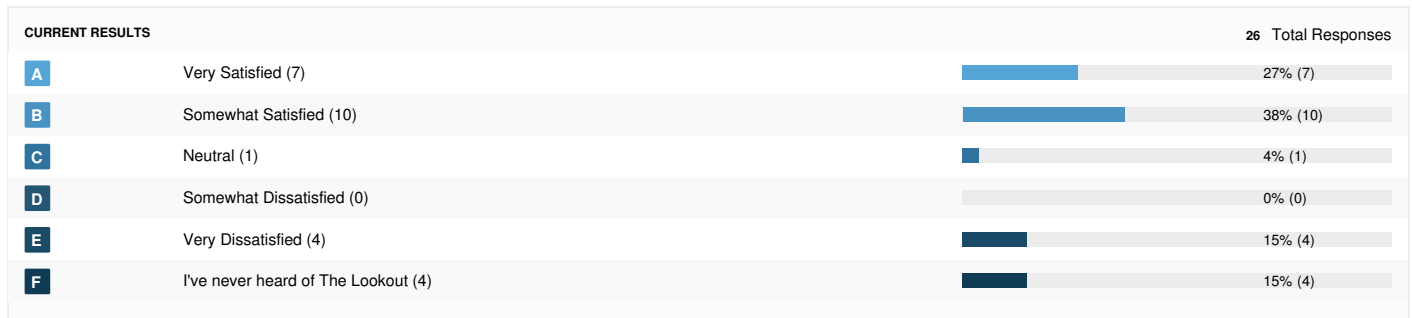 CURRENT RESULTS 26 Total Responses
A Very Satisfied (7) 27% (7)
B Somewhat Satisfied (10) 38% (10)
C Neutral (1) 4% (1)
D Somewhat Dissatisfied (0) 0% (0)
E Very Dissatisfied (4) 15% (4)
F I've never heard of The Lookout (4) 15% (4)